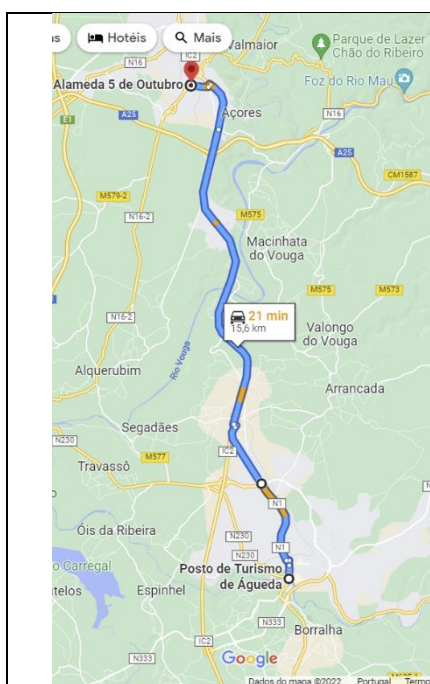 Hotéis
Mais
Parque de Lazer
Chão do Ribeiro
Valmaior
IC2
N16
Foz do Rio Mau
Alameda 5 de Outubro
E1
A25
Açores
N16
A25
CM1587
M579-2
N16-2
M575
Macinhata
do Vouga
M575
M573
21 min
15,6 km
N16-2
Rio Vouga
Valongo
do Vouga
Alquerubim
Arrancada
Segadães
N230
IC2
Travassô
M577
N1
Óis da Ribeira
N230
N1
N230
Posto de Turismo
de Águeda
Carregal
Espinhel
N333
Borralha
Google
N333
IC2
Dados do mapa ©2022
Portugal
Termo